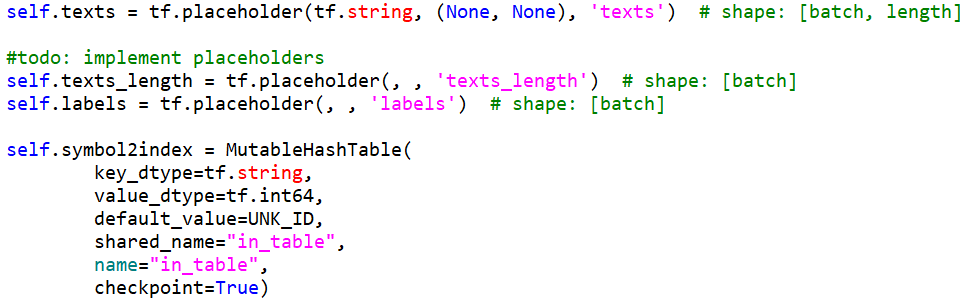 self.texts = tf.placeholder(tf.string, (None, None), 'texts')  # shape: [batch, length]
#todo: implement placeholders
self.texts_length = tf.placeholder(, , 'texts_length')  # shape: [batch]
self.labels = tf.placeholder(, , 'labels')  # shape: [batch]
self.symbol2index = MutableHashTable(
        key_dtype=tf.string,
        value_dtype=tf.int64,
        default_value=UNK_ID,
        shared_name="in_table",
        name="in_table",
        checkpoint=True)